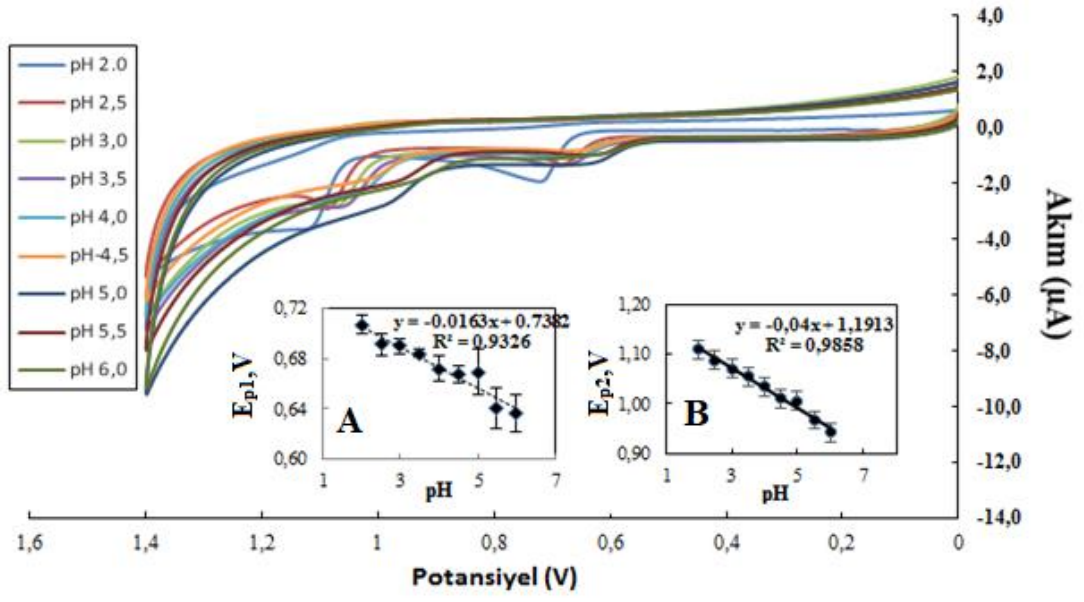 4,0
2,0
0,0
-2,0
-4,0
-6,0
-8,0
-10,0
-12,0
-14,0
Akım (µA)
pH 2.0
pH 2,5
pH 3,0
pH 3,5
pH 4,0
pH-4,5
pH 5,0
pH 5,5
pH 6,0
0,72
0,68
0,64
0,60
Ep1, V
y = -0.0163x + 0.7382
R² = 0,9326
A
1 3 5 7
pH
1,20
1,10
1,00
0,90
Ep2, V
y = -0,04x + 1,1913
R² = 0,9858
B
1 3 5 7
pH
1,6 1,4 1,2 1 0,8 0,6 0,4 0,2 0
Potansiyel (V)